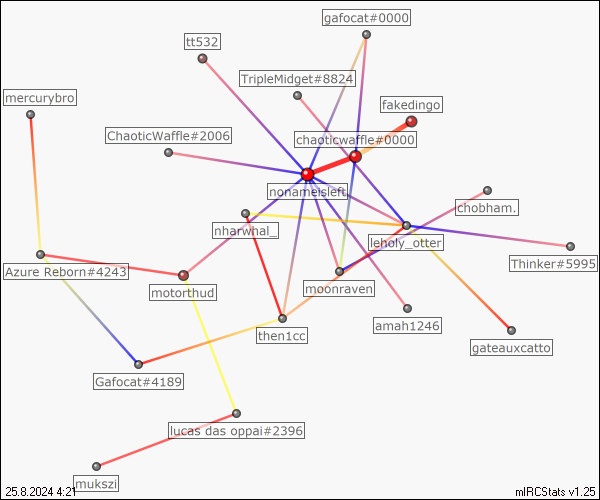 gafocat#0000
tt532
TripleMidget#8824
mercurybro
fakedingo
ChaoticWaffle#2006
chaoticwaffle#0000
nonameisleft
chobham.
nharwhal_
leholy_otter
Azure Reborn#4243
Thinker#5995
motorthud
moonraven
amah1246
then1cc
gateauxcatto
Gafocat#4189
lucas das oppai#2396
mukszi
25.8.2024 4:21
mIRCStats v1.25